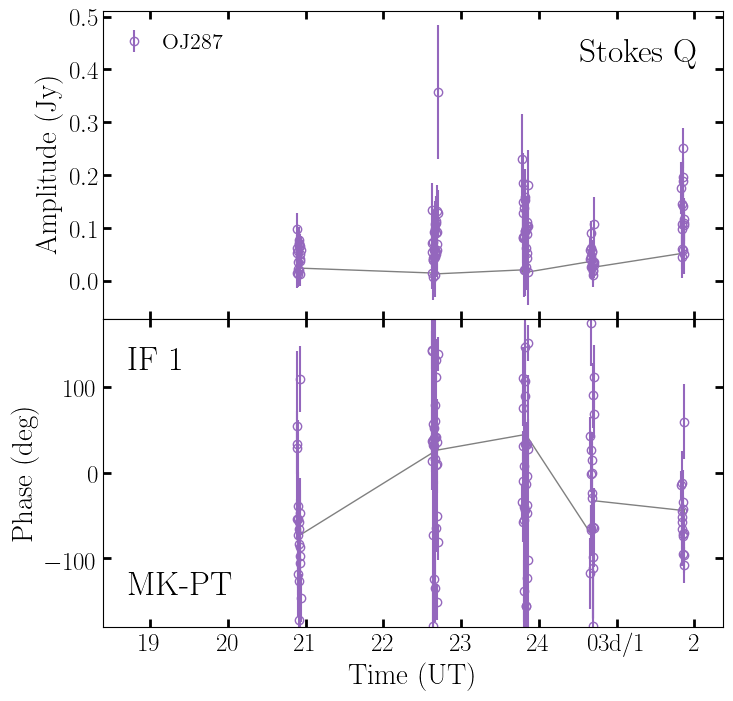 OJ287
Stokes Q
Amplitude (Jy)
0.5
0.4
0.3
0.2
0.1
0.0
IF 1
MK-PT
Phase (deg)
100
0
−100
19 20 21 22 23 24 03d/1 2
Time (UT)